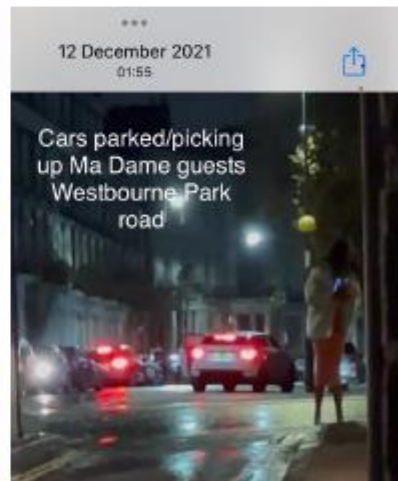 12 December 2021
01:55
Cars parked/picking
up Ma Dame guests
Westbourne Park
road